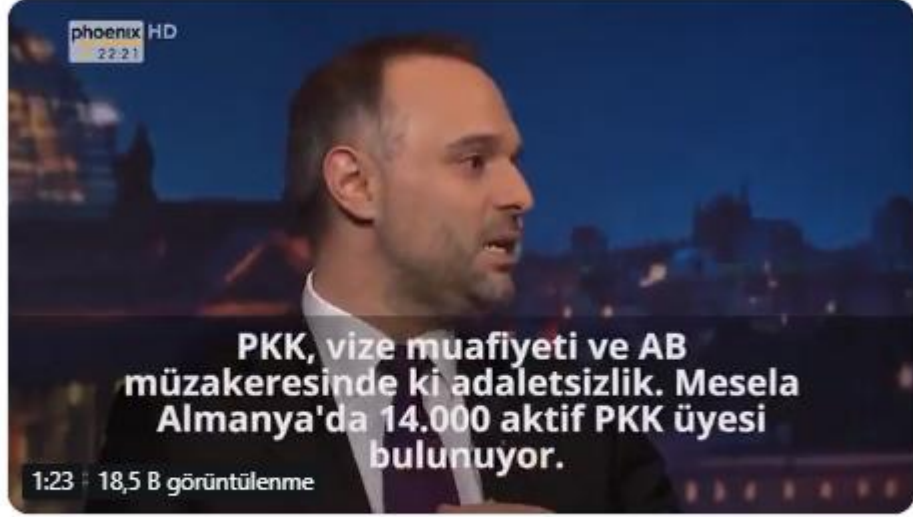 phoenix HD
22:21
PKK, vize muafiyeti ve AB
müzakeresinde ki adaletsizlik. Mesela
Almanya'da 14.000 aktif PKK üyesi
bulunuyor.
1:23 18,5 B görüntülenme